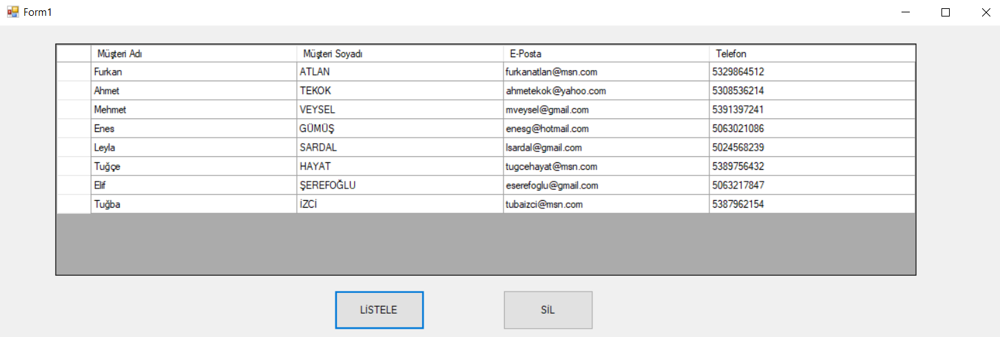 Form1
Müşteri Adı Müşteri Soyadı E-Posta Telefon
Furkan ATLAN furkanatlan@msn.com 5329864512
Ahmet TEKOK ahmetekok@yahoo.com 5308536214
Mehmet VEYSEL mveysel@gmail.com 5391397241
Enes GÜMÜŞ enesg@hotmail.com 5063021086
Leyla SARDAL lsardal@gmail.com 5024568239
Tuğçe HAYAT tugcehayat@msn.com 5389756432
Elif ŞEREFOĞLU eserefoglu@gmail.com 5063217847
Tuğba İZCİ tubaizci@msn.com 5387962154
LİSTELE SİL